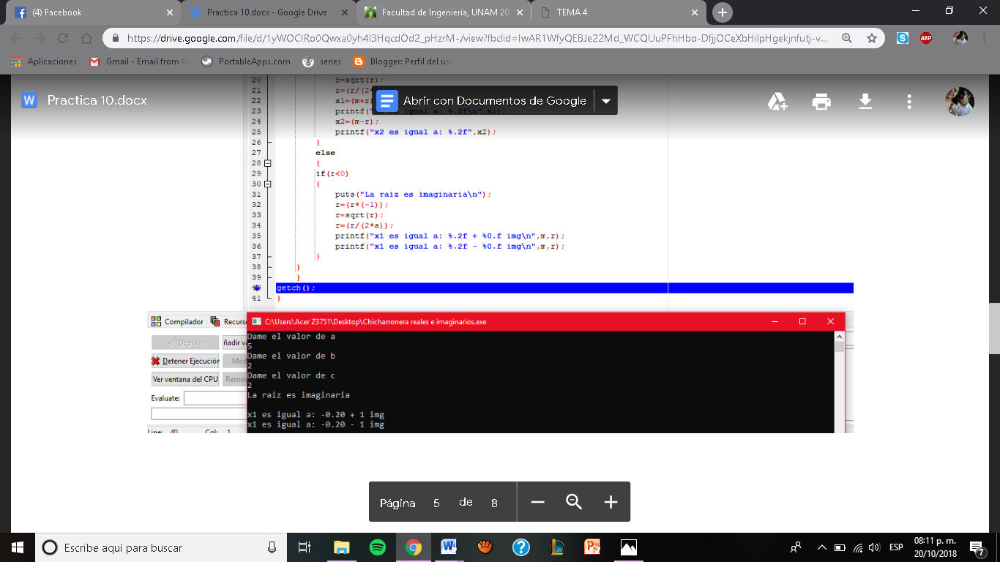 (4) Facebook
Practica 10.docx - Google Drive
Facultad de Ingeniería, UNAM 20
TEMA 4
https://drive.google.com/file/d/1yWOClRo0Qwxa0yh4l3HqcdOd2_pHzrM-/view?fbclid=IwAR1WfyQEBJe22Md_WCQUuPFhHbo-DfjjOCeXbHilpHgekjnfutj-v...
Aplicaciones
Gmail - Email from G
PortableApps.com
series
Blogger: Perfil del usu
W Practica 10.docx
Abrir con Documentos de Google
20 r=sqrt(r);
21 r=(r/(2*
22 x1=(m+r)
23 printf("x1 es igual a: %.2f\n",x1);
24 x2=(m-r);
25 printf("x2 es igual a: %.2f",x2);
26 }
27 else
28 {
29 if(r<0)
30 {
31 puts("La raiz es imaginaria\n");
32 r=(r*(-1));
33 r=sqrt(r);
34 r=(r/(2*a));
35 printf("x1 es igual a: %.2f + %0.f img\n",m,r);
36 printf("x1 es igual a: %.2f - %0.f img\n",m,r);
37 }
38 }
39 }
40 getch();
41 }
Compilador
Recurs
C:\Users\Acer Z3751\Desktop\Chicharronera reales e imaginarios.exe
Depurar
ñadir va
Detener Ejecución
Mod
Ver ventana del CPU
Remov
Evaluate:
Line: 40 Col: 1
Dame el valor de a
5
Dame el valor de b
2
Dame el valor de c
2
La raiz es imaginaria
x1 es igual a: -0.20 + 1 img
x1 es igual a: -0.20 - 1 img
Página 5 de 8
Escribe aquí para buscar
ESP
08:11 p. m.
20/10/2018
7